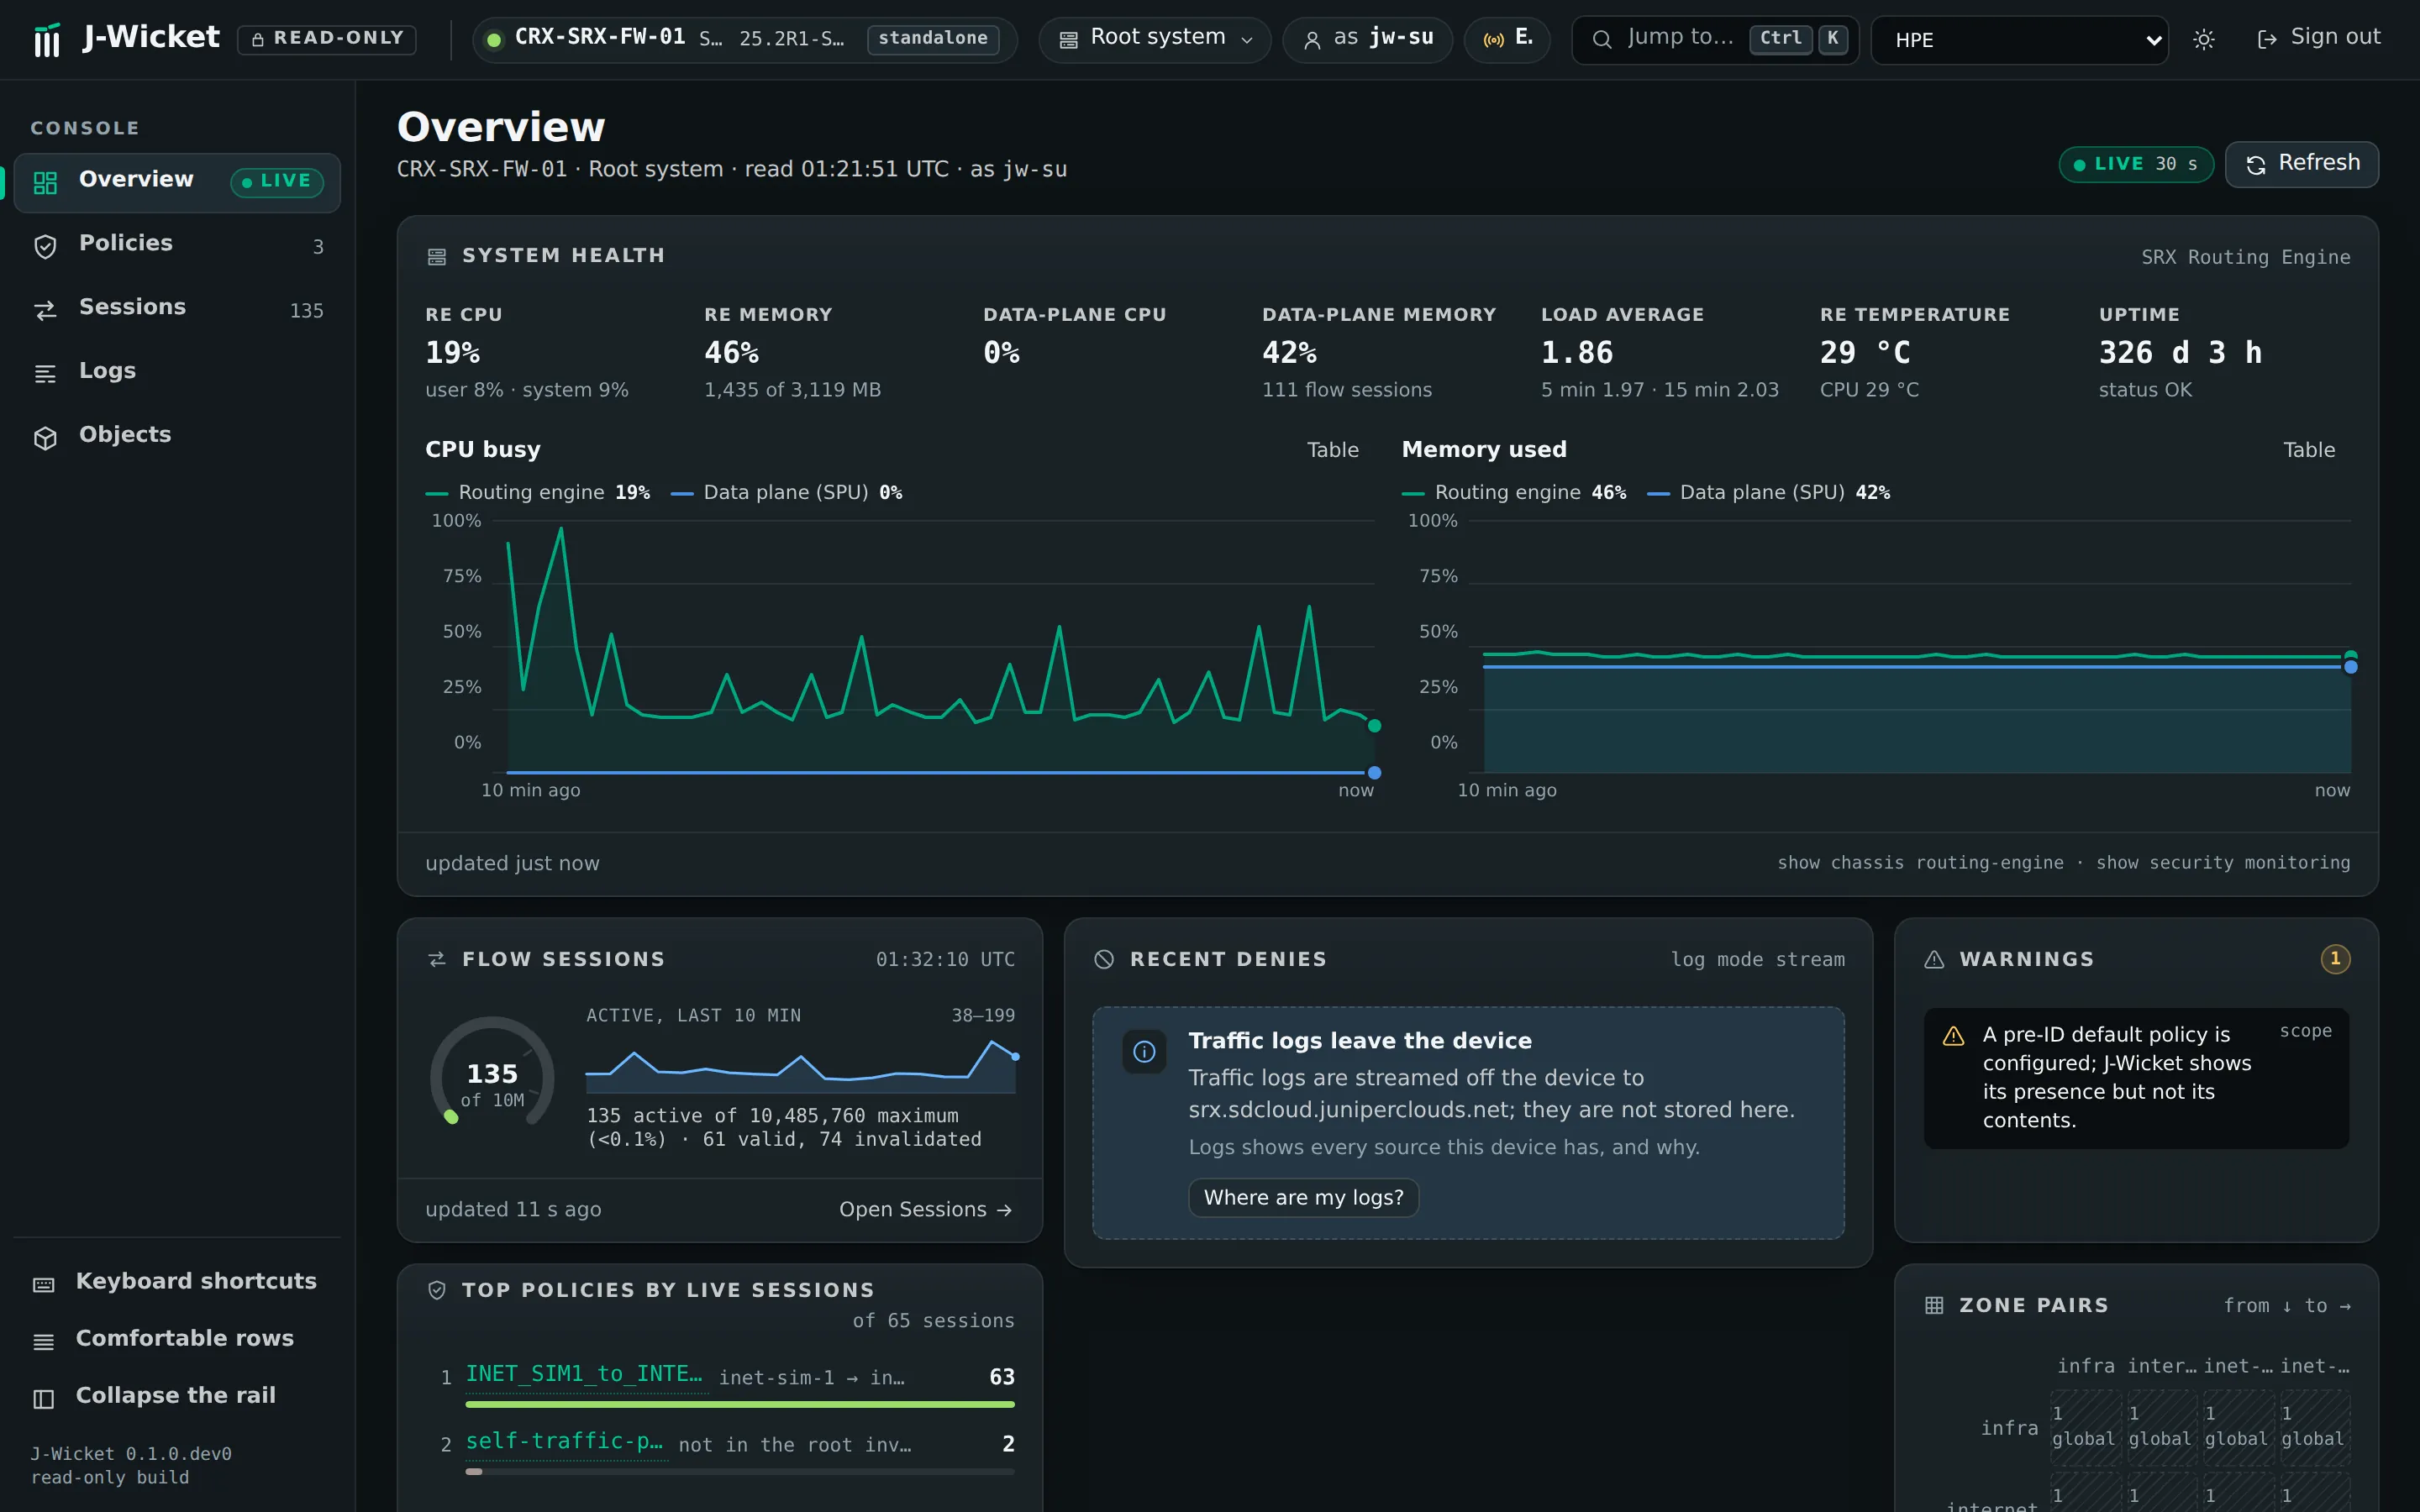 J-Wicket READ-ONLY CRX-SRX-FW-01 S… 25.2R1-S… standalone Root system as jw-su E. Jump to… Ctrl K HPE Sign out
CONSOLE
Overview LIVE
Policies 3
Sessions 135
Logs
Objects
Keyboard shortcuts
Comfortable rows
Collapse the rail
J-Wicket 0.1.0.dev0
read-only build
Overview
CRX-SRX-FW-01 · Root system · read 01:21:51 UTC · as jw-su
LIVE 30 s Refresh
SYSTEM HEALTH SRX Routing Engine
RE CPU
19%
user 8% · system 9%
RE MEMORY
46%
1,435 of 3,119 MB
DATA-PLANE CPU
0%
DATA-PLANE MEMORY
42%
111 flow sessions
LOAD AVERAGE
1.86
5 min 1.97 · 15 min 2.03
RE TEMPERATURE
29 °C
CPU 29 °C
UPTIME
326 d 3 h
status OK
CPU busy Table
Routing engine 19% Data plane (SPU) 0%
100%
75%
50%
25%
0%
10 min ago now
Memory used Table
Routing engine 46% Data plane (SPU) 42%
100%
75%
50%
25%
0%
10 min ago now
updated just now show chassis routing-engine · show security monitoring
FLOW SESSIONS 01:32:10 UTC
135
of 10M
ACTIVE, LAST 10 MIN 38–199
135 active of 10,485,760 maximum
(<0.1%) · 61 valid, 74 invalidated
updated 11 s ago Open Sessions →
RECENT DENIES log mode stream
Traffic logs leave the device
Traffic logs are streamed off the device to
srx.sdcloud.juniperclouds.net; they are not stored here.
Logs shows every source this device has, and why.
Where are my logs?
WARNINGS 1
A pre-ID default policy is scope
configured; J-Wicket shows
its presence but not its
contents.
TOP POLICIES BY LIVE SESSIONS
of 65 sessions
1 INET_SIM1_to_INTE… inet-sim-1 → in… 63
2 self-traffic-p… not in the root inv… 2
ZONE PAIRS from ↓ to →
infra inter… inet-… inet-…
infra 1 global 1 global 1 global 1 global
internet 1 1 1 1